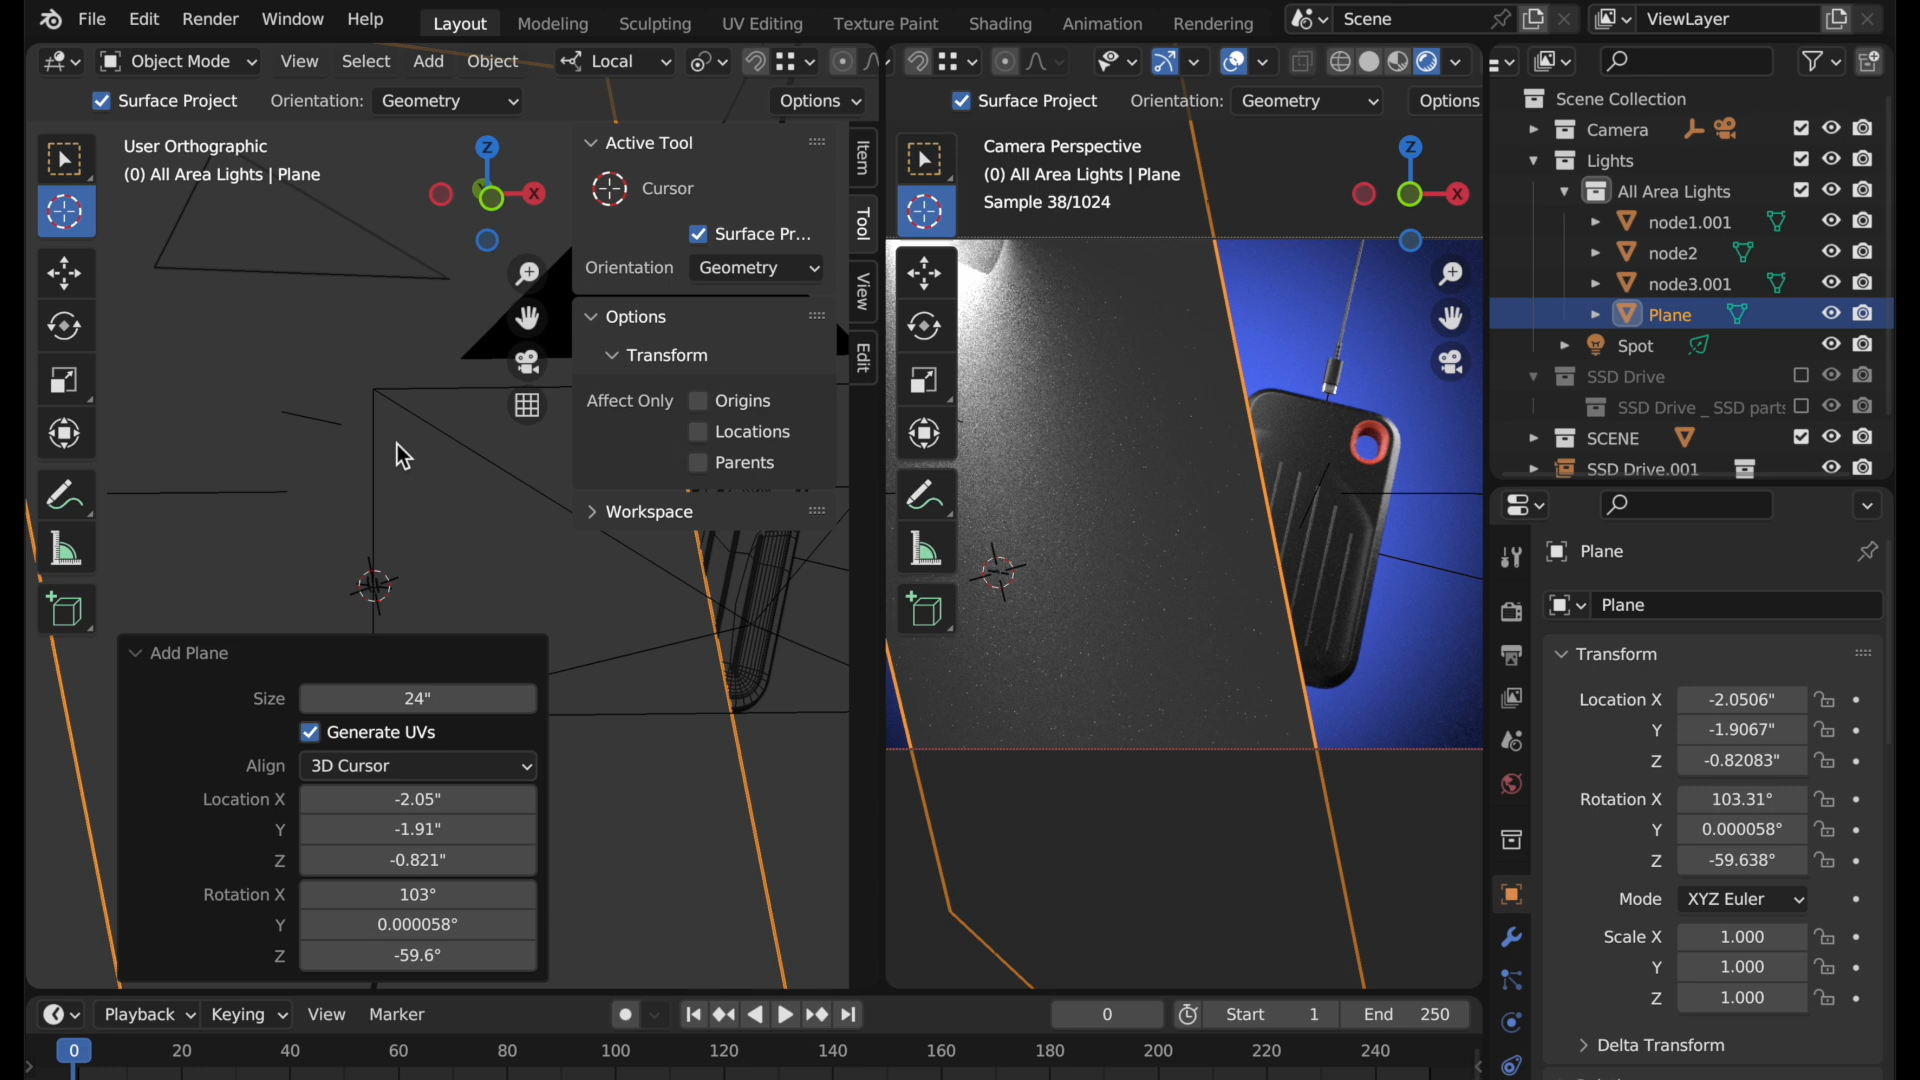 File Edit Render Window Help
Layout Modeling Sculpting UV Editing Texture Paint Shading Animation Rendering
Scene
ViewLayer
Object Mode View Select Add Object Local
Surface Project Orientation: Geometry Options
Surface Project Orientation: Geometry Options
User Orthographic
(0) All Area Lights | Plane
Z
X
Active Tool
Cursor
Surface Pr...
Orientation Geometry
Options
Transform
Affect Only Origins
Locations
Parents
Workspace
Item
Tool
View
Edit
Camera Perspective
(0) All Area Lights | Plane
Sample 38/1024
Z
X
Add Plane
Size 24"
Generate UVs
Align 3D Cursor
Location X -2.05"
Y -1.91"
Z -0.821"
Rotation X 103°
Y 0.000058°
Z -59.6°
Scene Collection
Camera
Lights
All Area Lights
node1.001
node2
node3.001
Plane
Spot
SSD Drive
SSD Drive _ SSD parts
SCENE
SSD Drive.001
Plane
Plane
Transform
Location X -2.0506"
Y -1.9067"
Z -0.82083"
Rotation X 103.31°
Y 0.000058°
Z -59.638°
Mode XYZ Euler
Scale X 1.000
Y 1.000
Z 1.000
Delta Transform
Playback Keying View Marker
0 Start 1 End 250
0 20 40 60 80 100 120 140 160 180 200 220 240